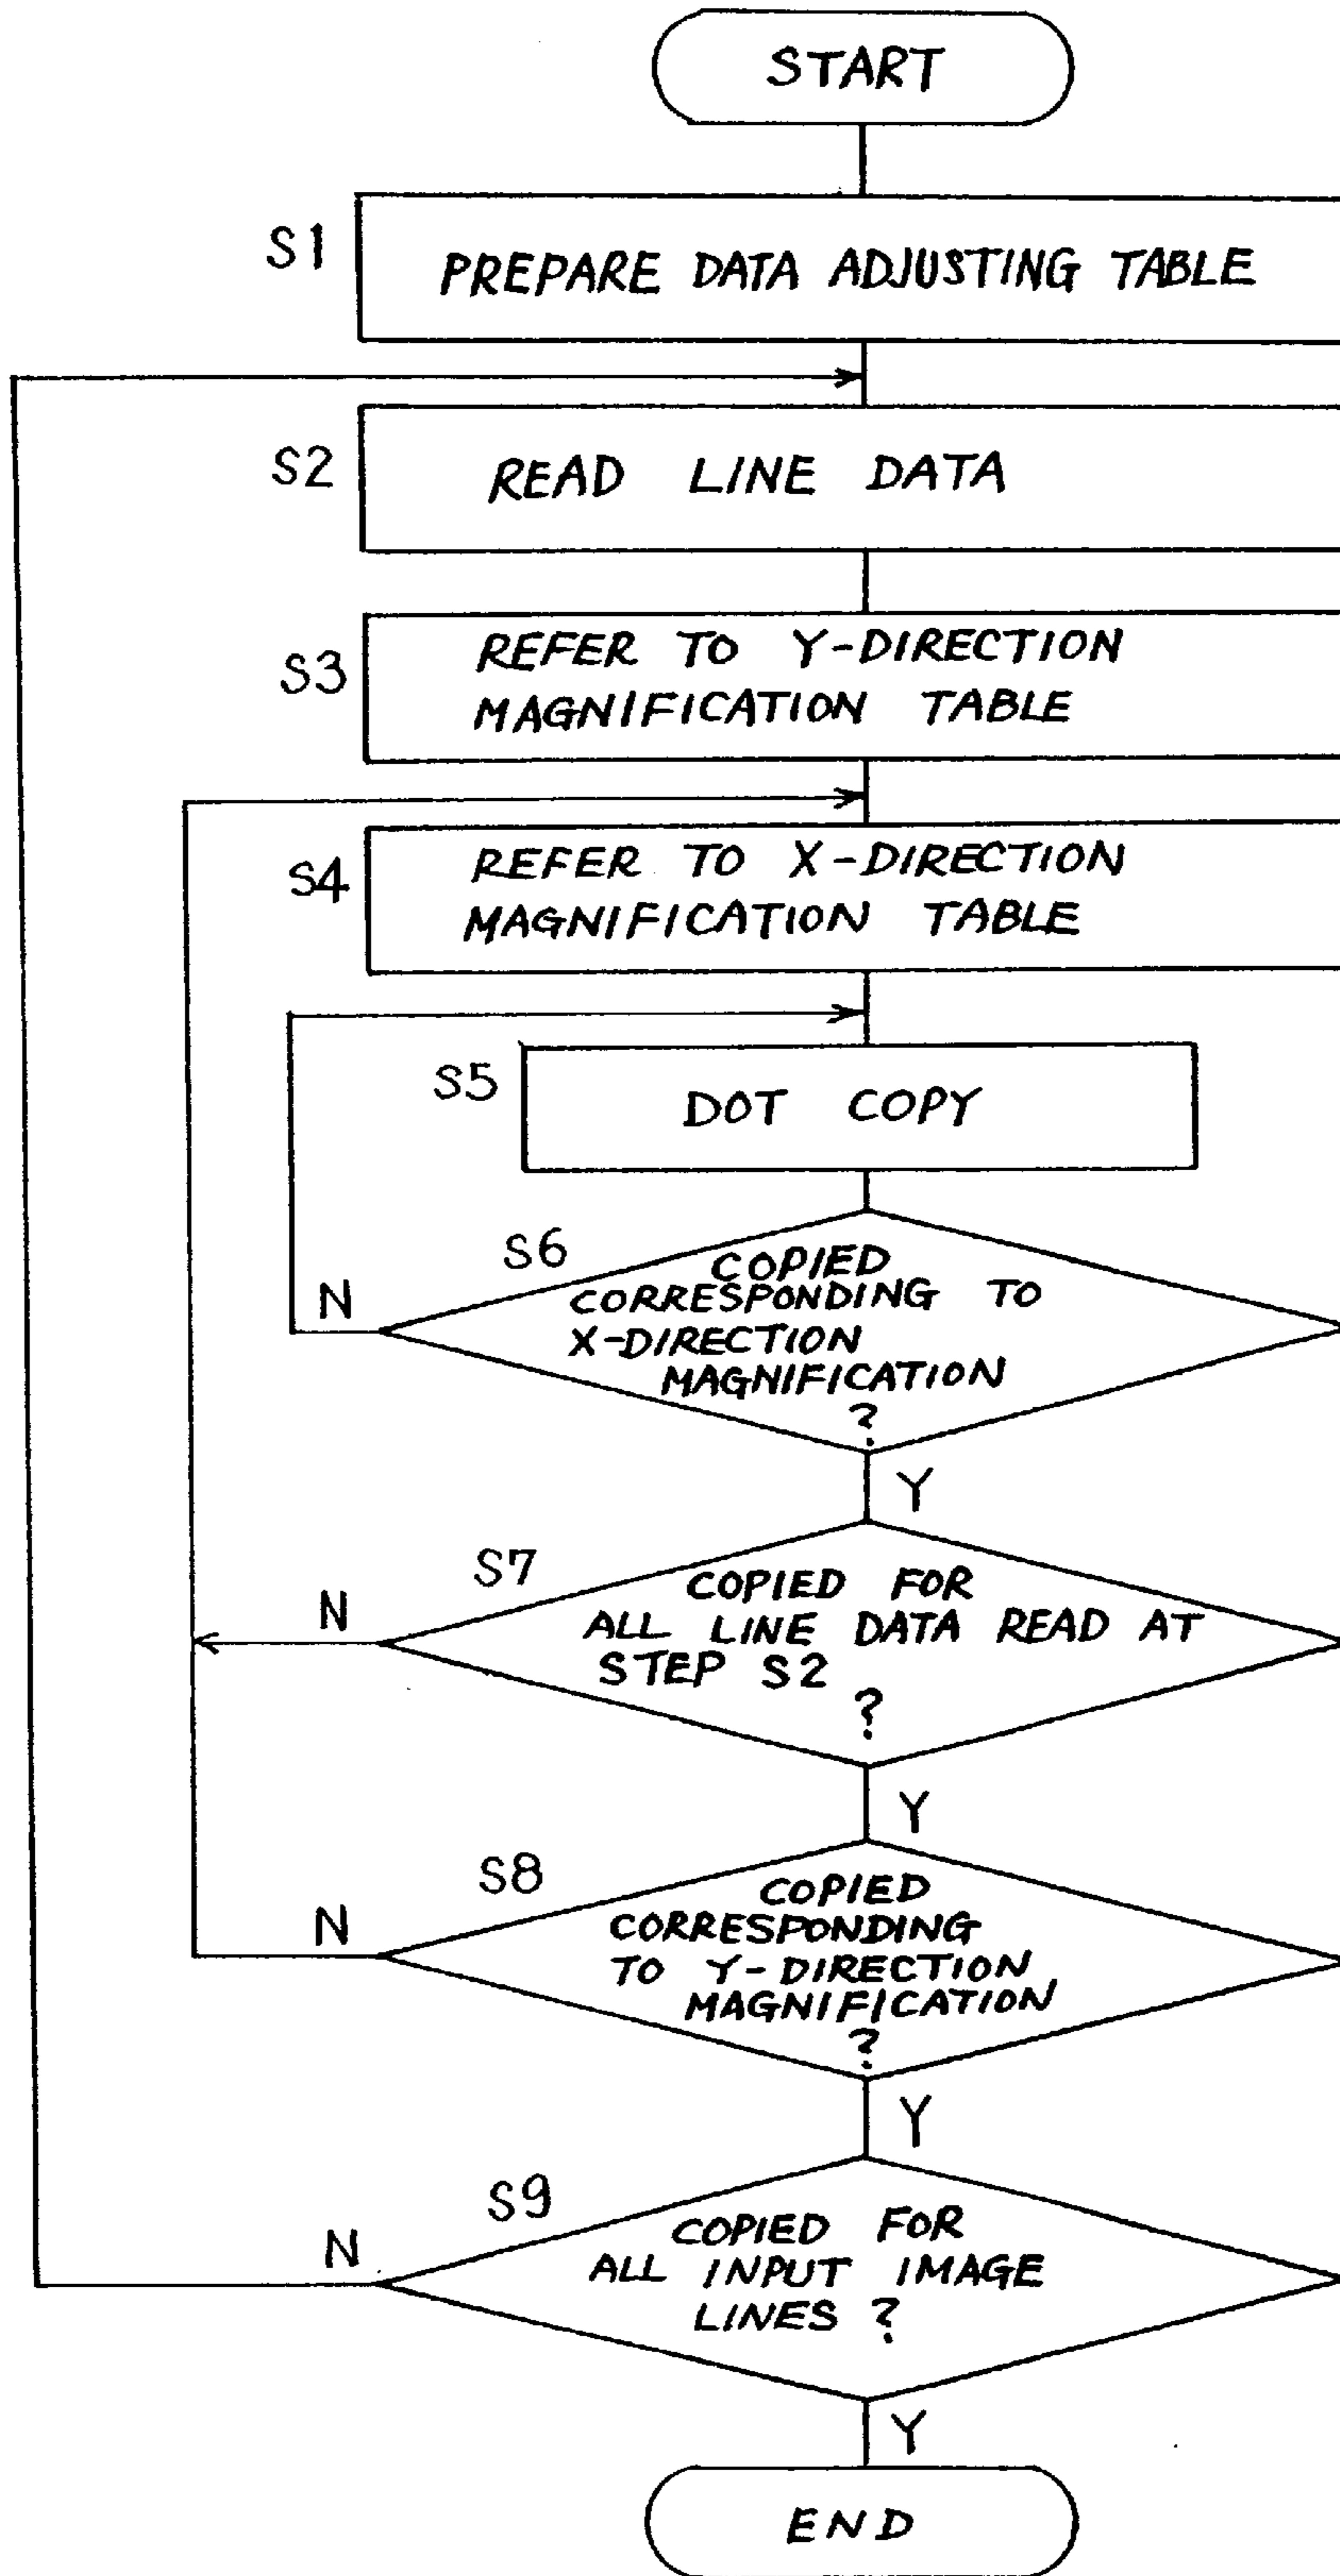 START
S1
PREPARE DATA ADJUSTING TABLE
S2
READ LINE DATA
S3
REFER TO Y-DIRECTION
MAGNIFICATION TABLE
S4
REFER TO X-DIRECTION
MAGNIFICATION TABLE
S5
DOT COPY
S6
COPIED
CORRESPONDING TO
X-DIRECTION
MAGNIFICATION
?
N
Y
S7
COPIED FOR
ALL LINE DATA READ AT
STEP S2
?
N
Y
S8
COPIED
CORRESPONDING
TO Y-DIRECTION
MAGNIFICATION
?
N
Y
S9
COPIED FOR
ALL INPUT IMAGE
LINES ?
N
Y
END